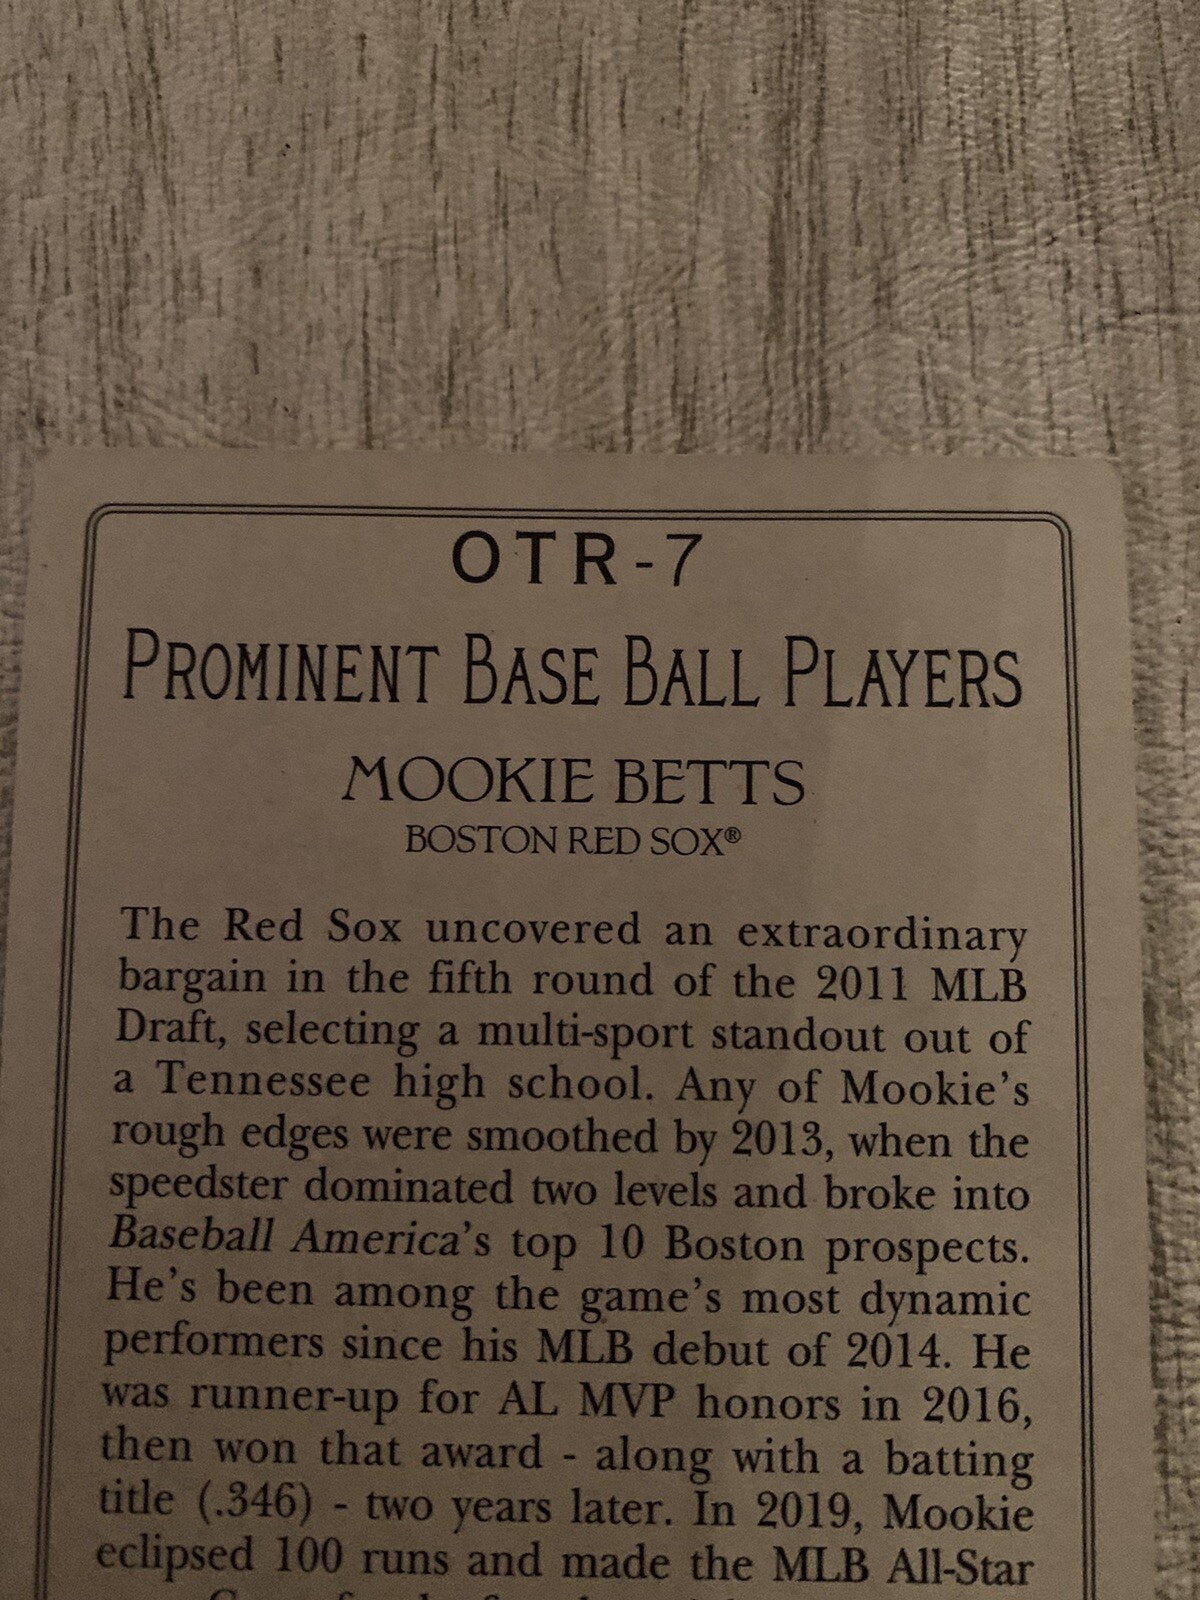 OTR-7
PROMINENT BASE BALL PLAYERS
MOOKIE BETTS
BOSTON RED SOX®
The Red Sox uncovered an extraordinary
bargain in the fifth round of the 2011 MLB
Draft, selecting a multi-sport standout out of
a Tennessee high school. Any of Mookie's
rough edges were smoothed by 2013, when the
speedster dominated two levels and broke into
Baseball America's top 10 Boston prospects.
He's been among the game's most dynamic
performers since his MLB debut of 2014. He
was runner-up for AL MVP honors in 2016,
then won that award - along with a batting
title (.346) - two years later. In 2019, Mookie
eclipsed 100 runs and made the MLB All-Star